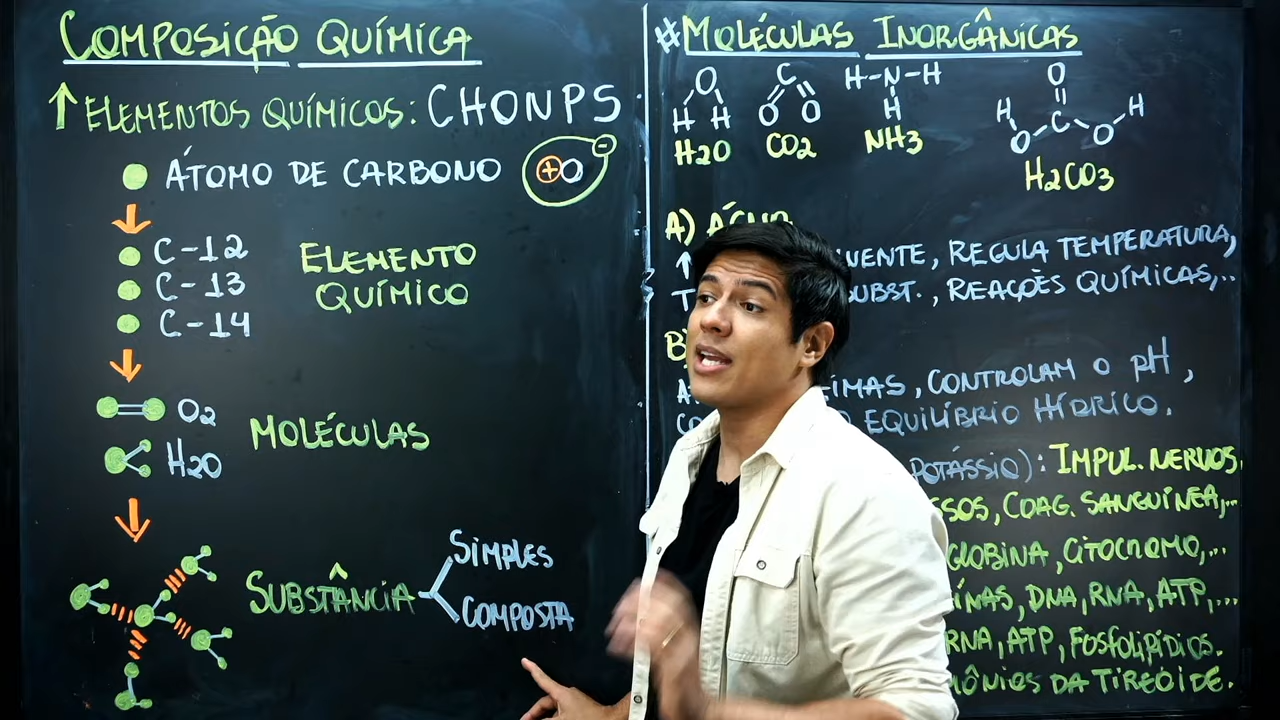 COMPOSIÇÃO QUÍMICA
↑ELEMENTOS QUÍMICOS: CHONPS
ÁTOMO DE CARBONO
+ O -
C-12
C-13
C-14
ELEMENTO
QUÍMICO
O2
H2O
MOLÉCULAS
SUBSTÂNCIA
SIMPLES
COMPOSTA
#MOLÉCULAS INORGÂNICAS
O
H H
H2O
C
O O
CO2
H-N-H
H
NH3
O
H C H
O O
H2CO3
A)
, REGULA TEMPERATURA,
SUBST., REAÇÕES QUÍMICAS,..
B)
, CONTROLAM O pH,
EQUILÍBRIO HÍDRICO.
POTÁSSIO): IMPUL. NERVOS.
, COAG. SANGUÍNEA,..
, CITOCROMO,..
, DNA, RNA, ATP,...
RNA, ATP, FOSFOLIPÍDIOS.
DA TIREÓIDE.